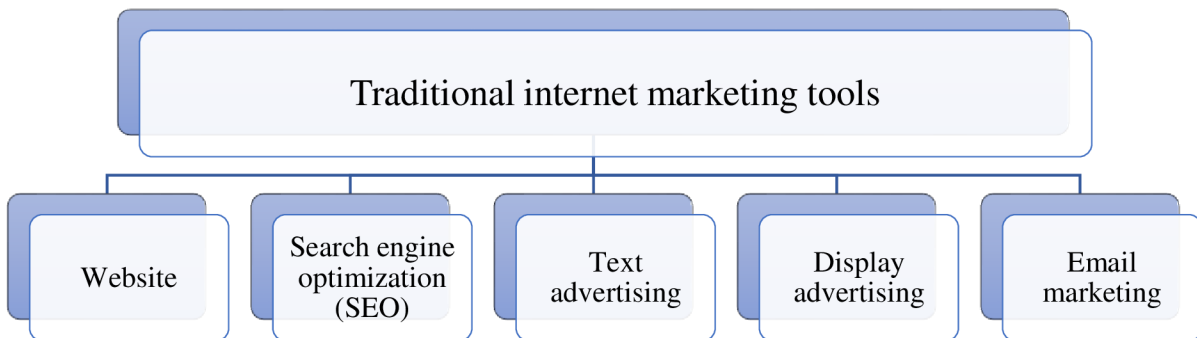 Traditional internet marketing tools
Website
Search engine
optimization
(SEO)
Text
advertising
Display
advertising
Email
marketing